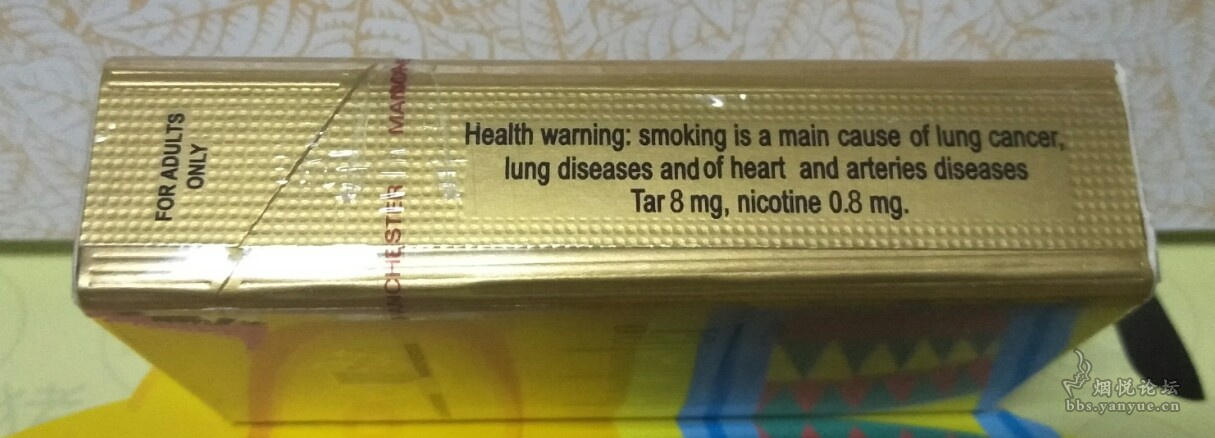 FOR ADULTS
ONLY
Health warning: smoking is a main cause of lung cancer,
lung diseases and of heart and arteries diseases
Tar 8 mg, nicotine 0.8 mg.
烟悦论坛
bbs.yanyue.cn